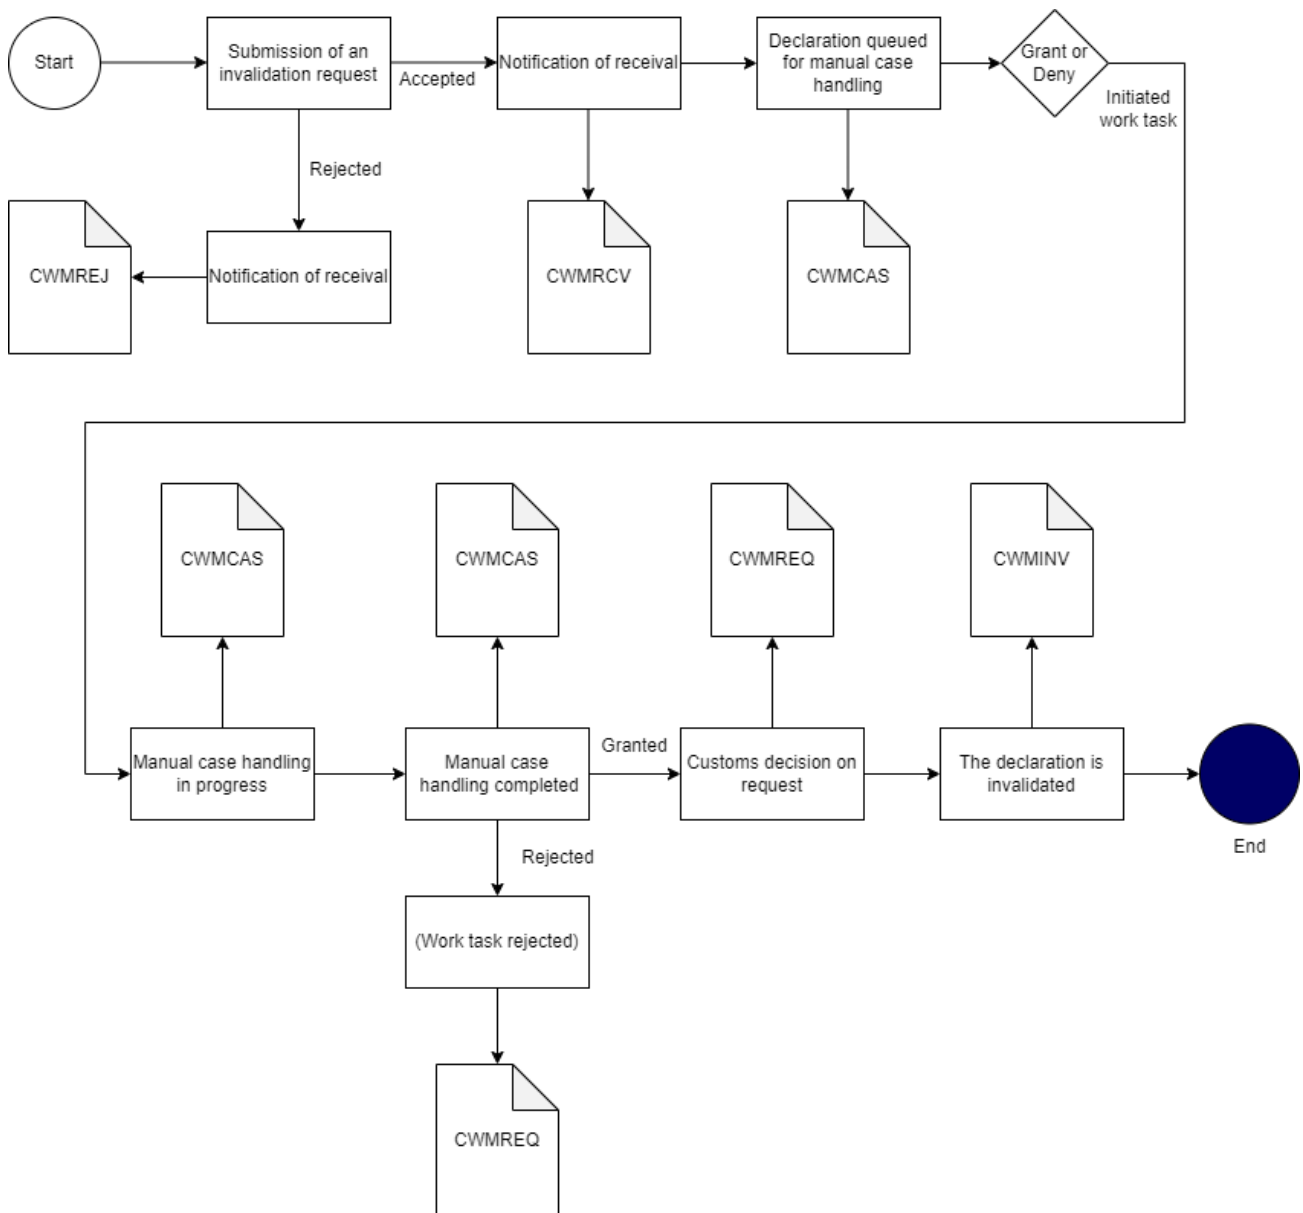 Start
Submission of an
invalidation request
Accepted
Notification of receival
Declaration queued
for manual case
handling
Grant or
Deny
Initiated
work task
Rejected
CWMREJ
Notification of receival
CWMRCV
CWMCAS
CWMCAS
CWMCAS
CWMREQ
CWMINV
Manual case handling
in progress
Manual case
handling completed
Granted
Customs decision on
request
The declaration is
invalidated
End
Rejected
(Work task rejected)
CWMREQ